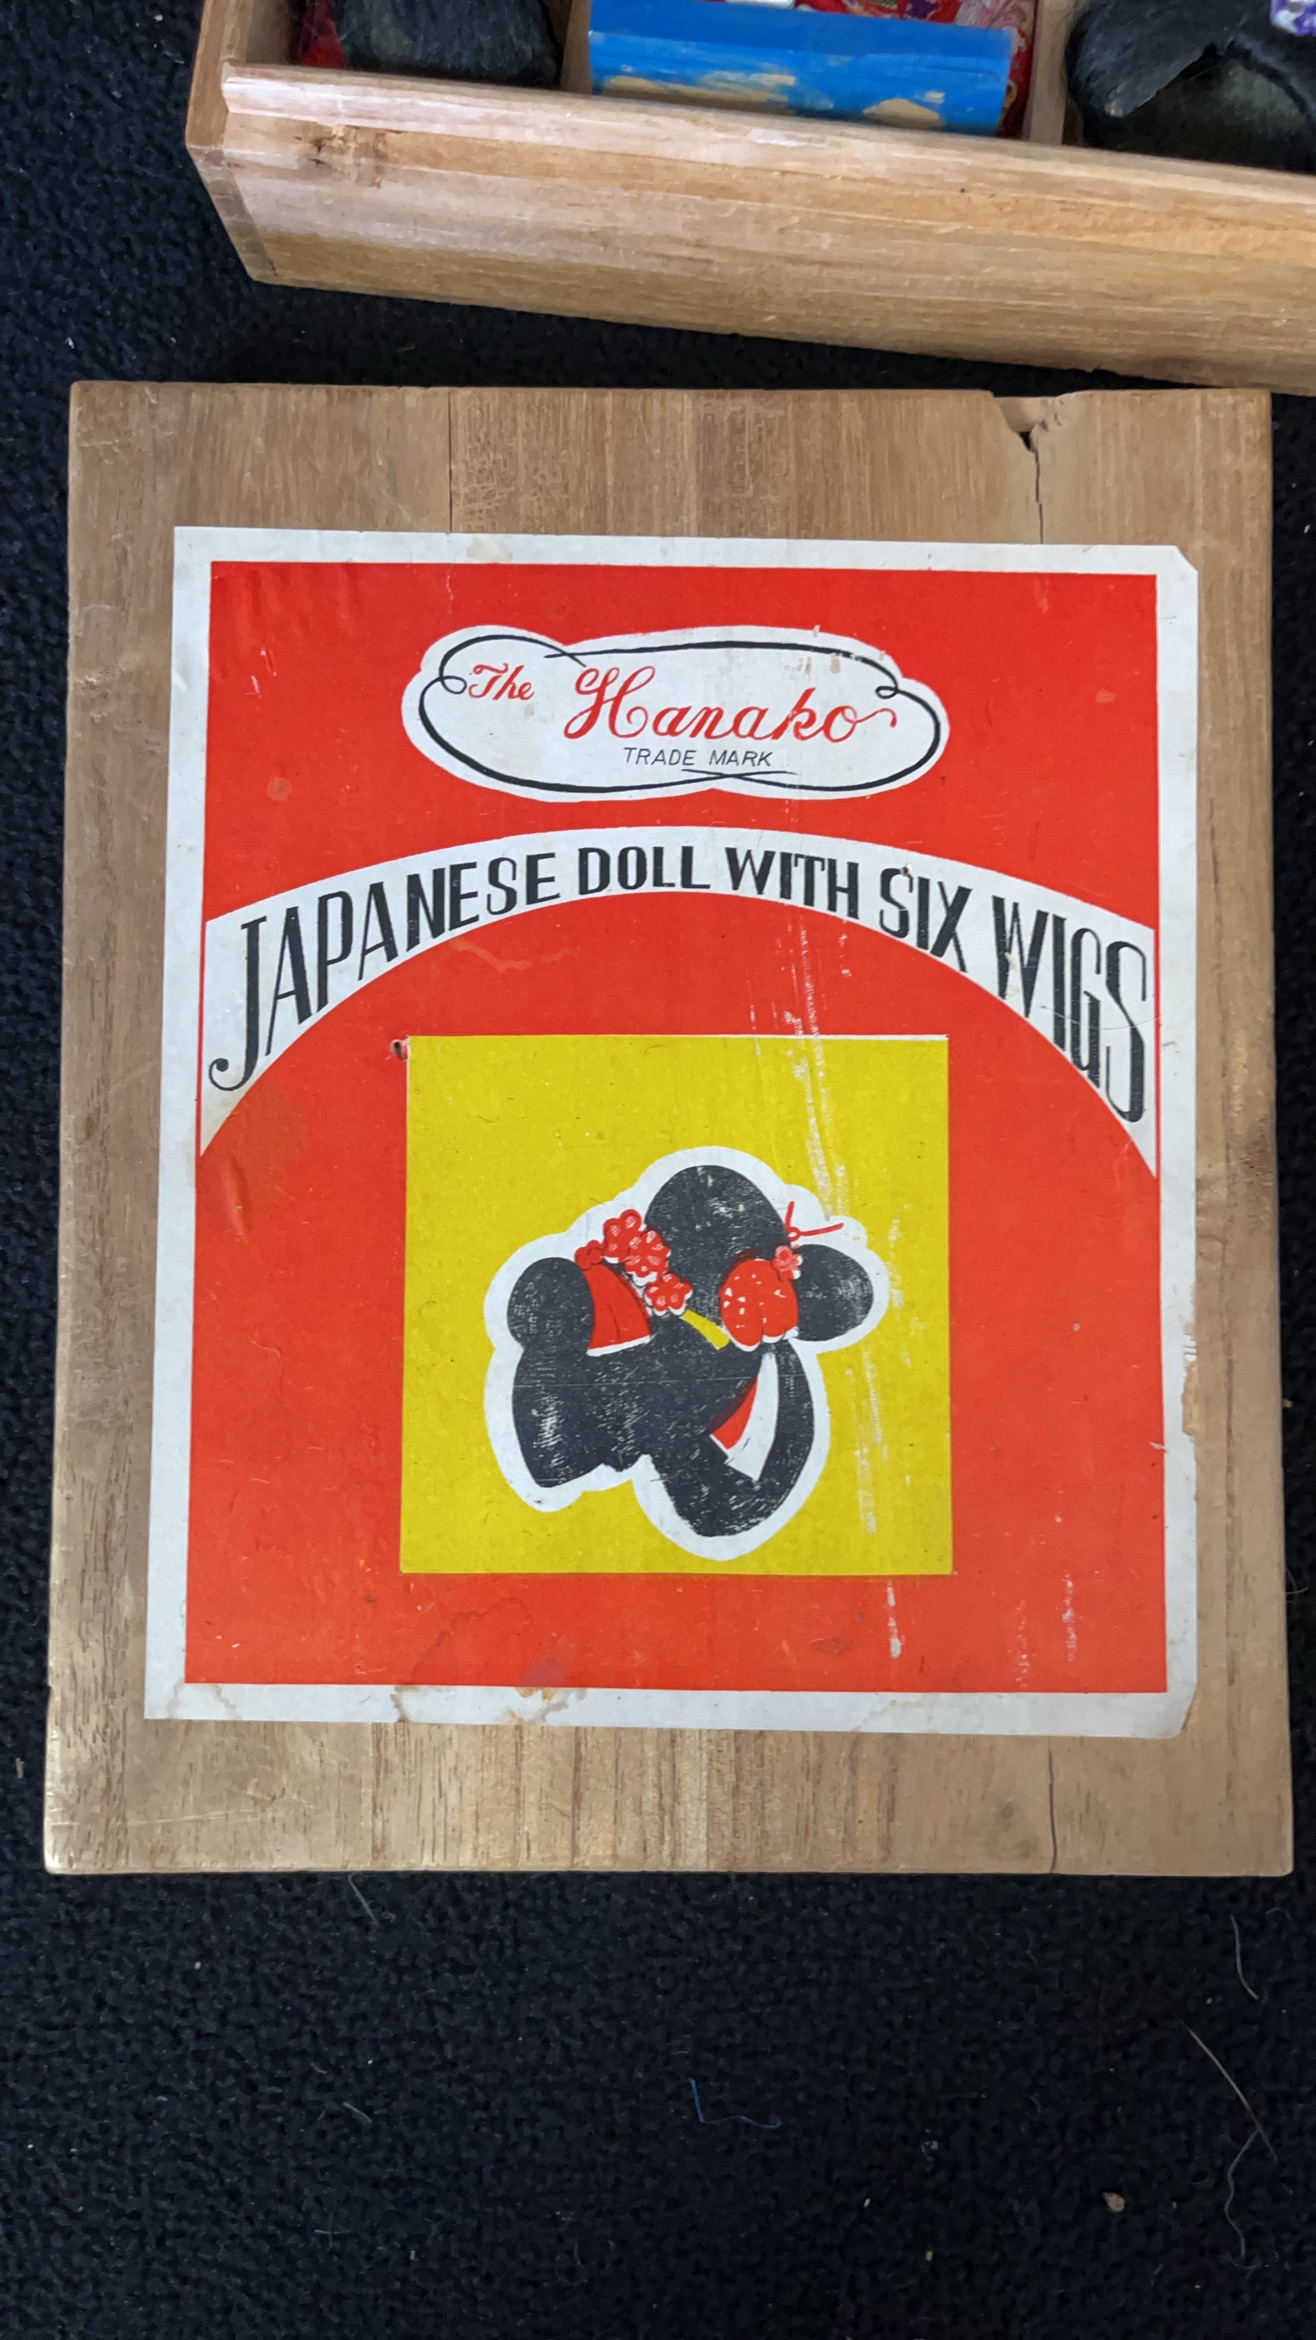 The Hanako
TRADE MARK
JAPANESE DOLL WITH SIX WIGS